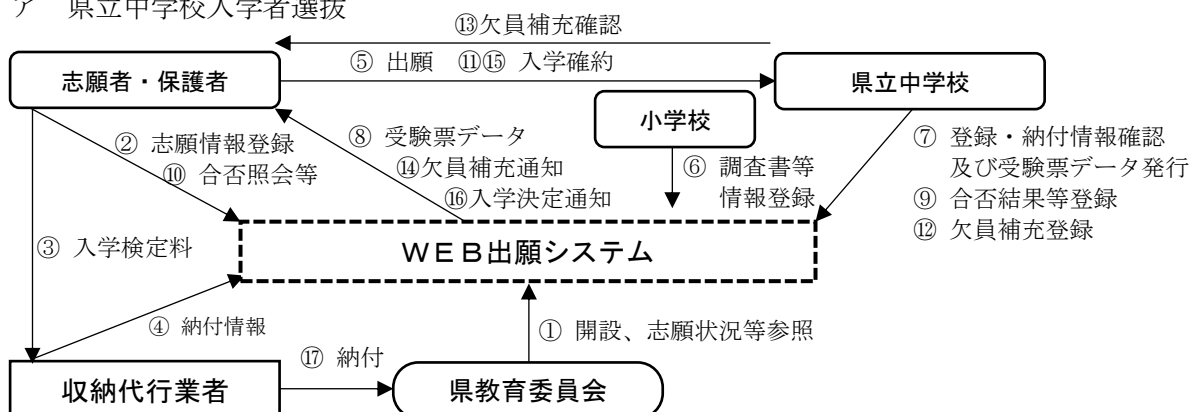 ア 県立中学校入学者選抜
⑬欠員補充確認
志願者・保護者
⑤ 出願 ⑪⑮ 入学確約
県立中学校
小学校
② 志願情報登録
⑩ 合否照会等
⑧ 受験票データ
⑭欠員補充通知
⑯入学決定通知
⑥ 調査書等
情報登録
⑦ 登録・納付情報確認
及び受験票データ発行
⑨ 合否結果等登録
⑫ 欠員補充登録
③ 入学検定料
WEB出願システム
④ 納付情報
① 開設、志願状況等参照
収納代行業者
⑰ 納付
県教育委員会